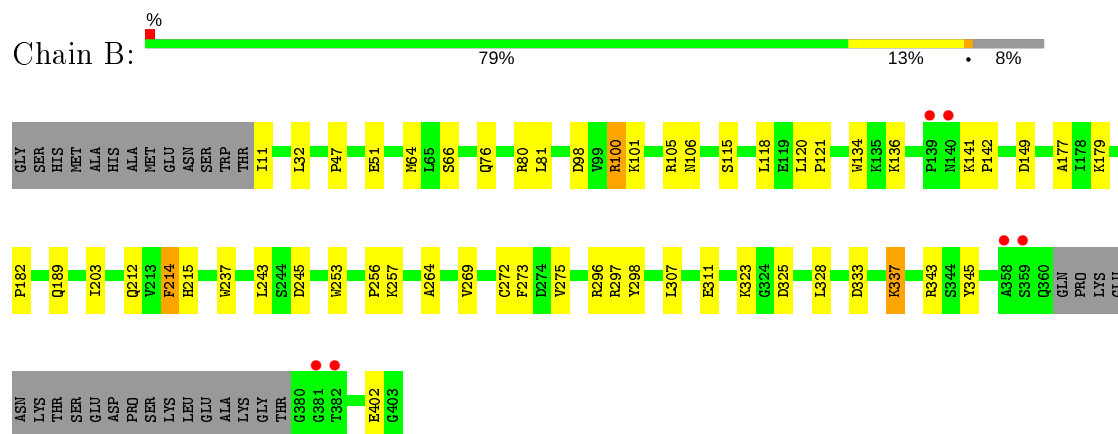 %
Chain B:
79% 13% • 8%
GLY SER HIS MET ALA HIS ALA MET GLU ASN SER TRP THR I11 L32 P47 E51 M64 L65 S66 Q76 R80 L81 D98 V99 R100 K101 R105 N106 S115 L118 E119 L120 P121 W134 K135 K136 P139 N140 K141 P142 D149 A177 I178 K179
P182 Q189 I203 Q212 V213 F214 H215 W237 L243 S244 D245 W253 P256 K257 A264 V269 C272 F273 D274 V275 R296 R297 Y298 L307 E311 K323 G324 D325 L328 D333 K337 R343 S344 Y345 A358 S359 Q360 GLN PRO LYS GLU
ASN LYS THR SER GLU ASP PRO SER LYS LEU GLU ALA LYS GLY THR G380 G381 T382 E402 G403